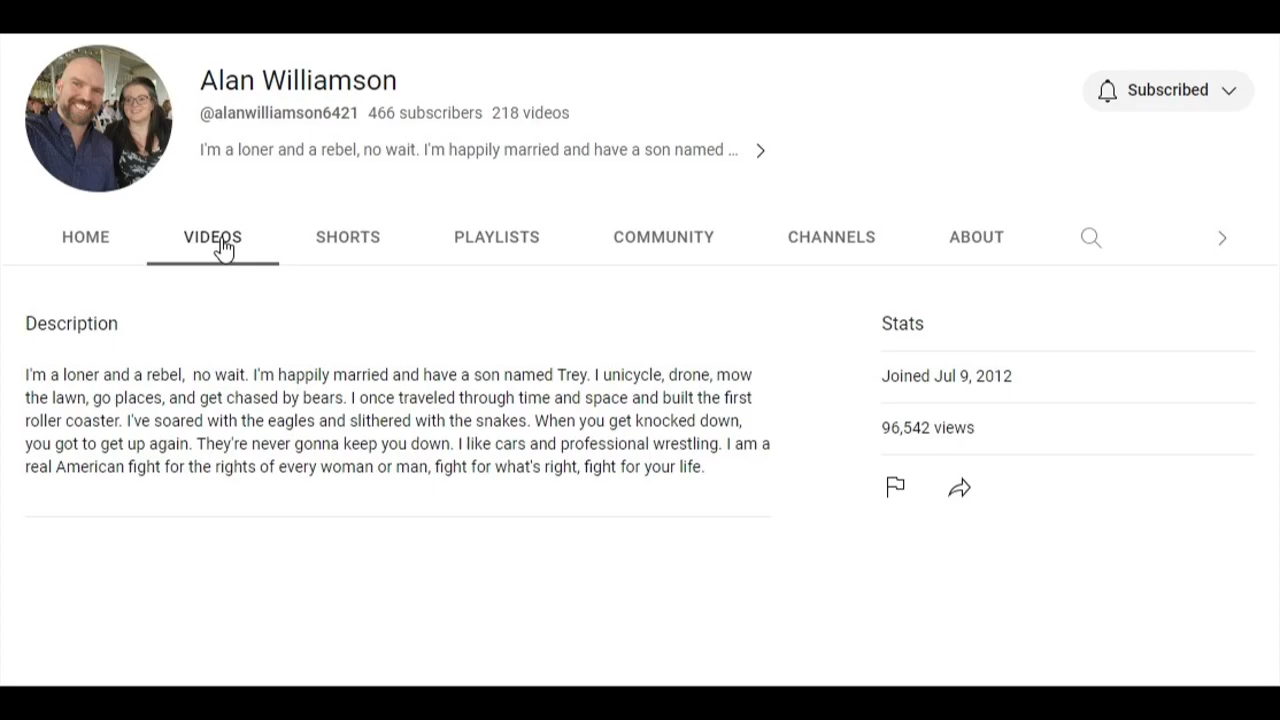 Alan Williamson
@alanwilliamson6421 466 subscribers 218 videos
I'm a loner and a rebel, no wait. I'm happily married and have a son named ...
Subscribed
HOME VIDEOS SHORTS PLAYLISTS COMMUNITY CHANNELS ABOUT
Description
I'm a loner and a rebel,  no wait. I'm happily married and have a son named Trey. I unicycle, drone, mow
the lawn, go places, and get chased by bears. I once traveled through time and space and built the first
roller coaster. I've soared with the eagles and slithered with the snakes. When you get knocked down,
you got to get up again. They're never gonna keep you down. I like cars and professional wrestling. I am a
real American fight for the rights of every woman or man, fight for what's right, fight for your life.
Stats
Joined Jul 9, 2012
96,542 views